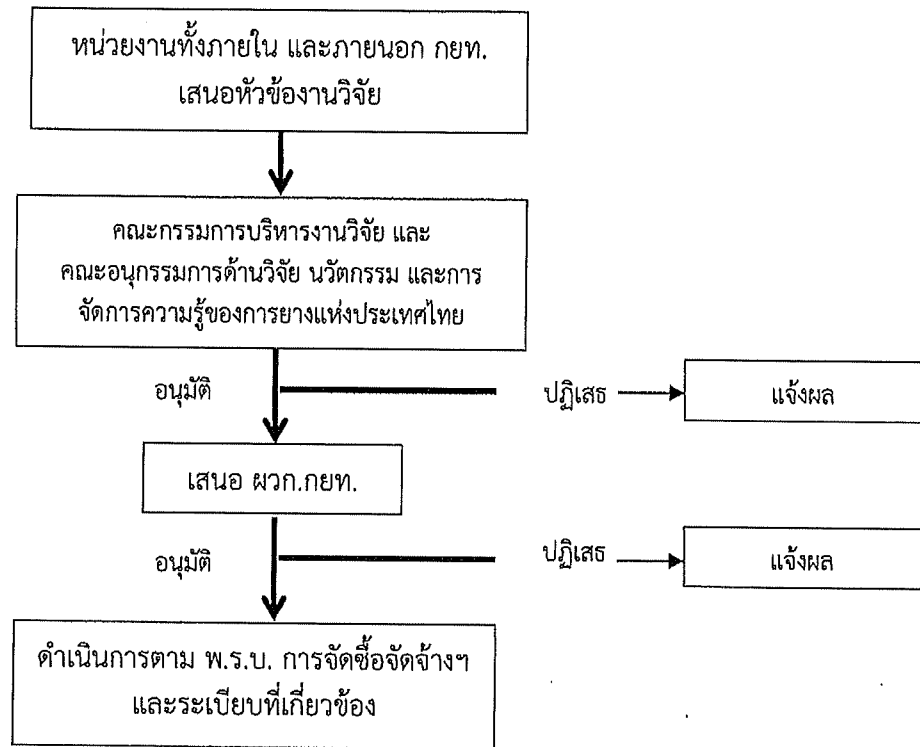 หน่วยงานทั้งภายใน และภายนอก กยท.
เสนอหัวข้องานวิจัย
คณะกรรมการบริหารงานวิจัย และ
คณะอนุกรรมการด้านวิจัย นวัตกรรม และการ
จัดการความรู้ของการยางแห่งประเทศไทย
อนุมัติ
ปฏิเสธ
แจ้งผล
เสนอ ผวก.กยท.
อนุมัติ
ปฏิเสธ
แจ้งผล
ดำเนินการตาม พ.ร.บ. การจัดซื้อจัดจ้างฯ
และระเบียบที่เกี่ยวข้อง